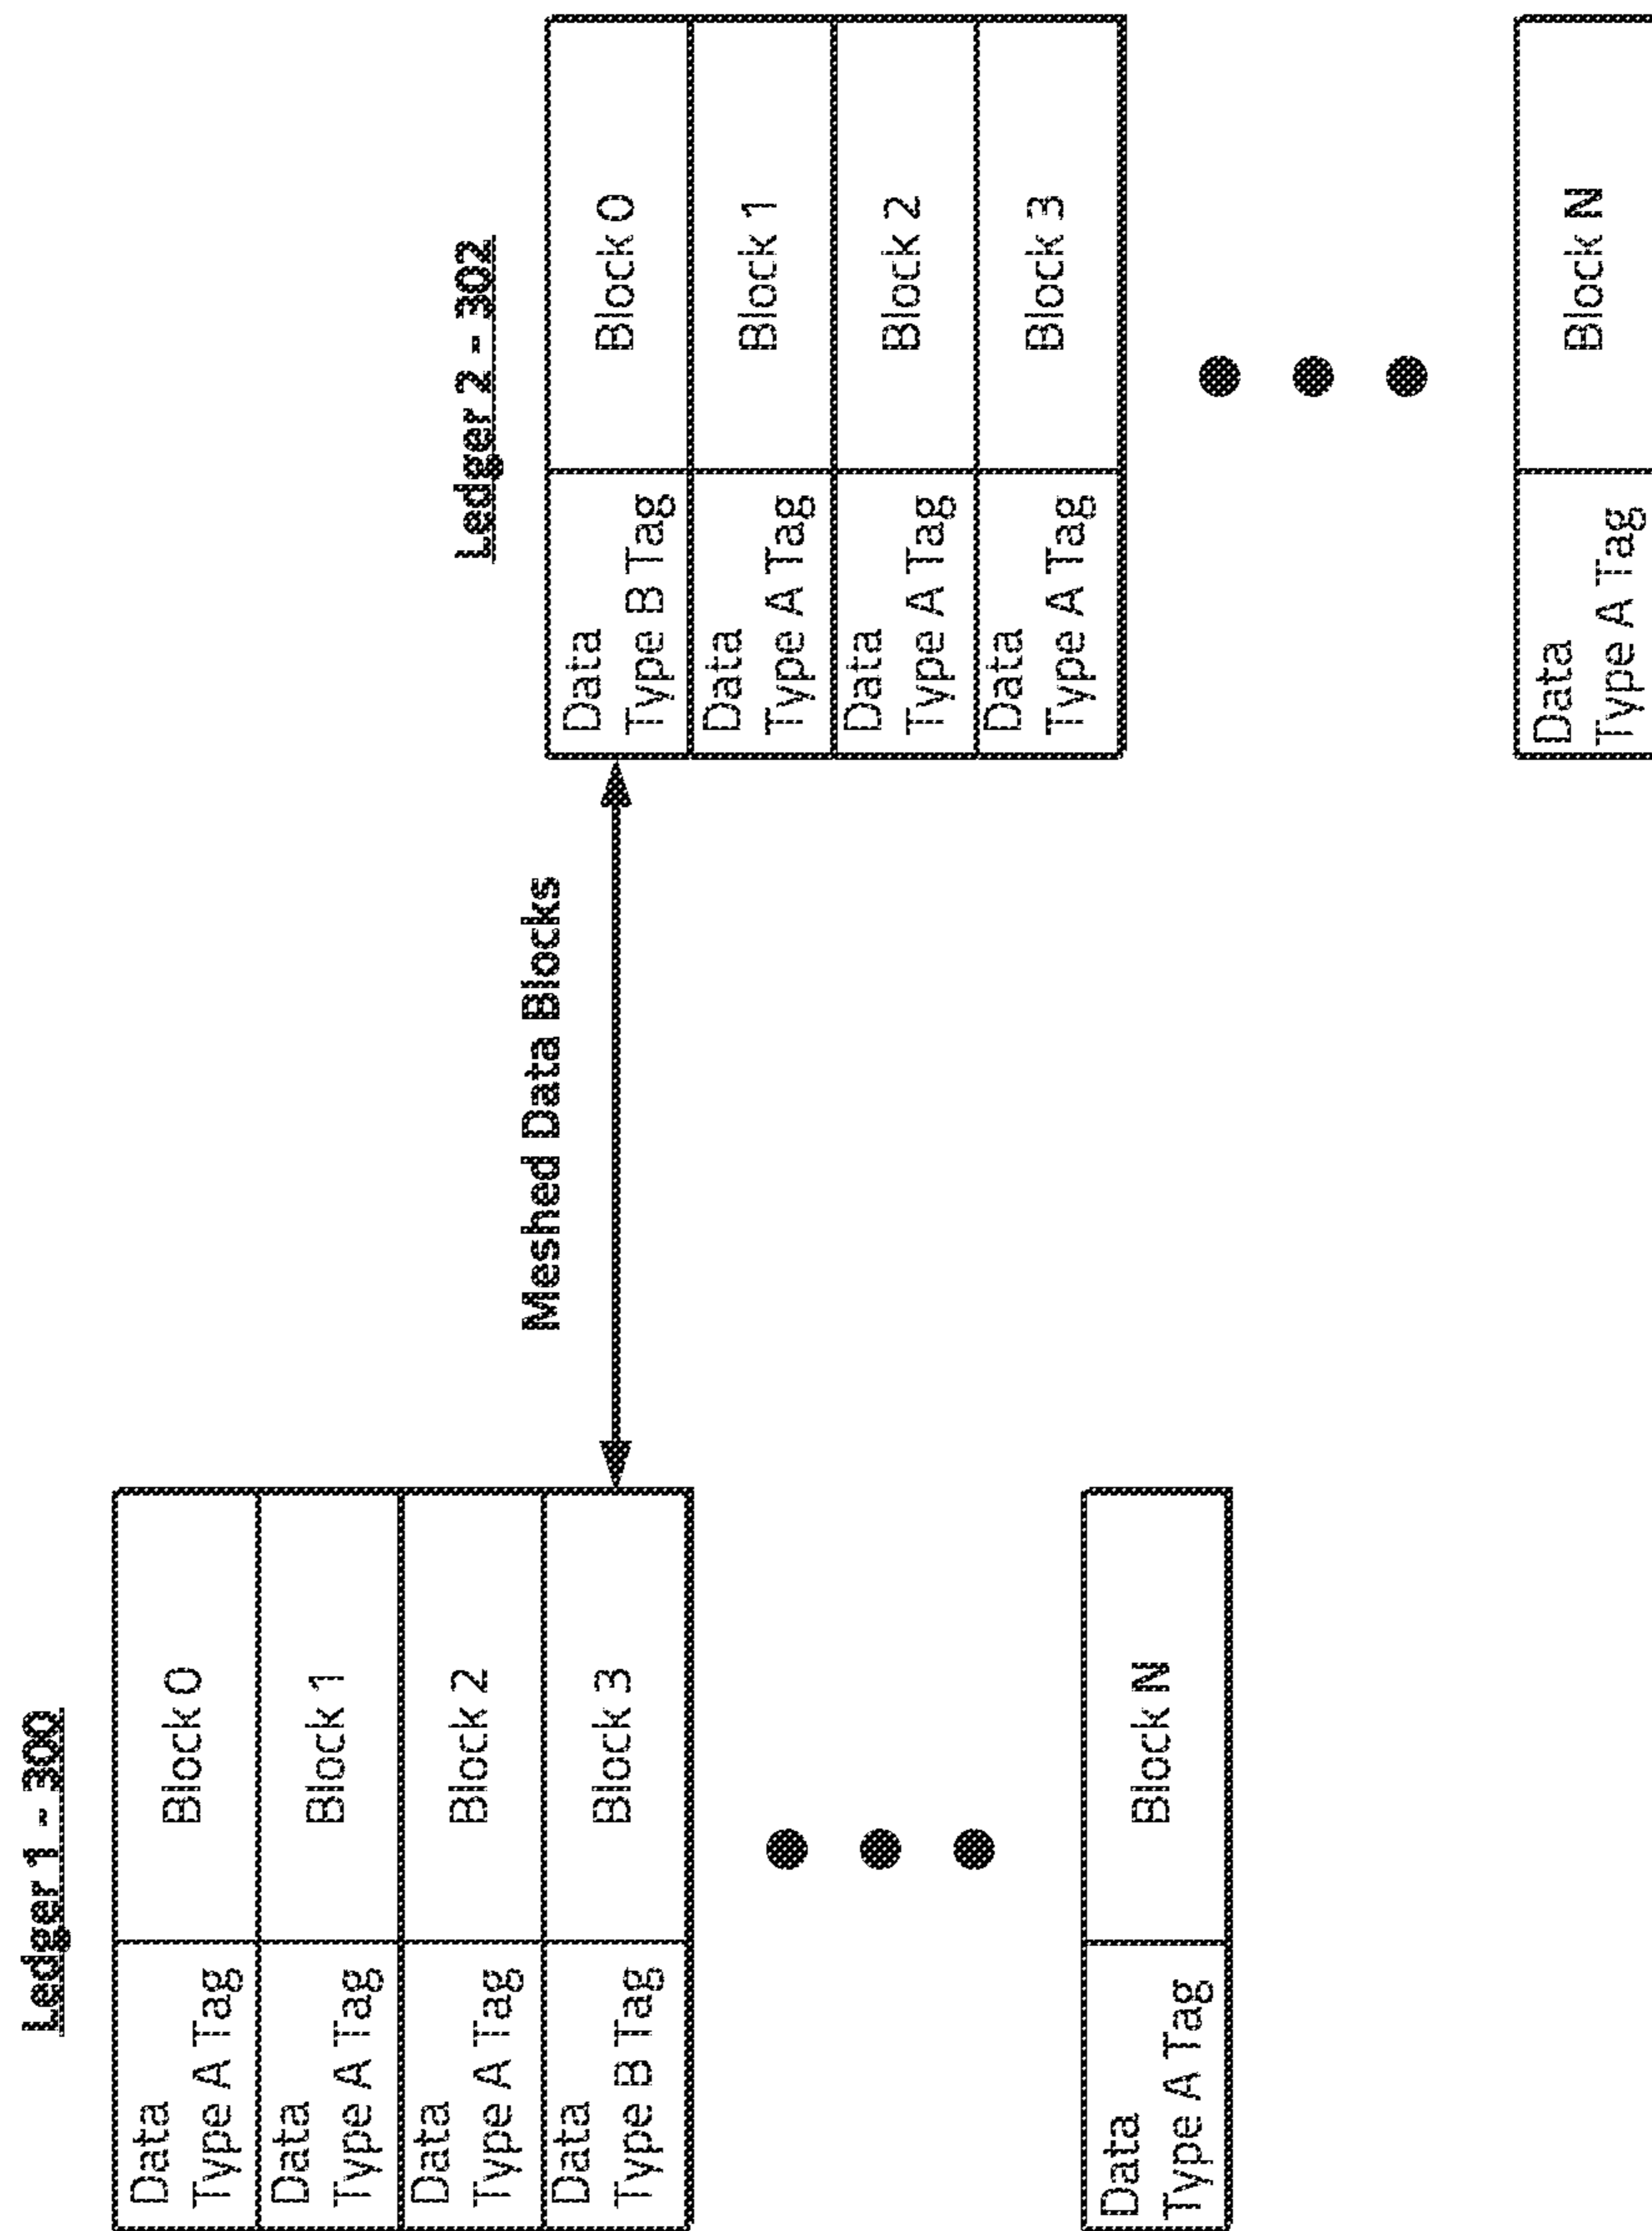 Ledger 1 - 300
Data
Type A Tag
Block 0
Data
Type A Tag
Block 1
Data
Type A Tag
Block 2
Data
Type B Tag
Block 3
Data
Type A Tag
Block N
Meshed Data Blocks
Ledger 2 - 302
Data
Type B Tag
Block 0
Data
Type A Tag
Block 1
Data
Type A Tag
Block 2
Data
Type A Tag
Block 3
Data
Type A Tag
Block N